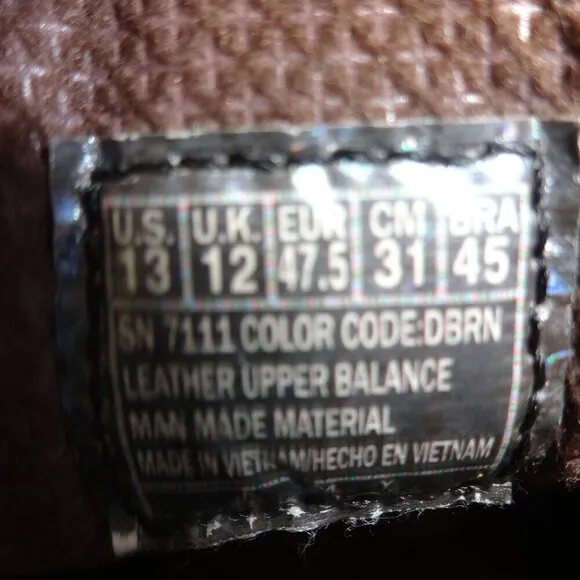 U.S. U.K. EUR CM BRA
13 12 47.5 31 45
SN 7111 COLOR CODE:DBRN
LEATHER UPPER BALANCE
MAN MADE MATERIAL
MADE IN VIETNAM/HECHO EN VIETNAM